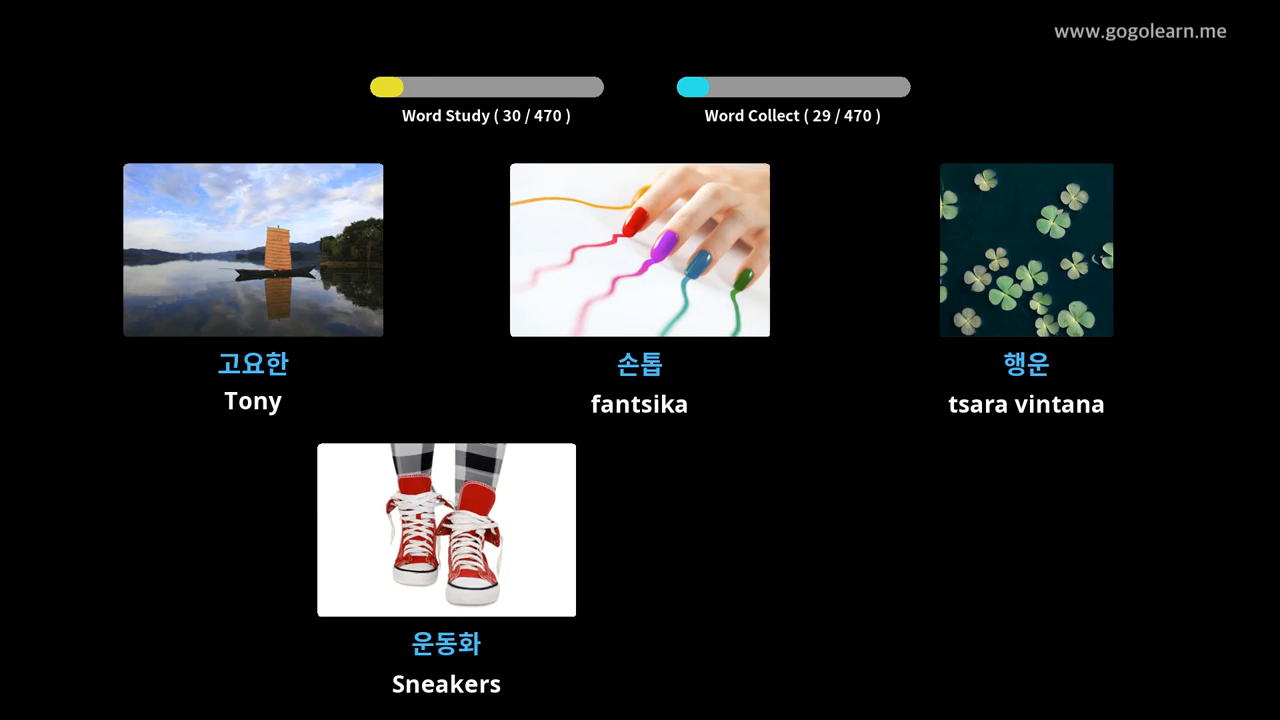 www.gogolearn.me
Word Study ( 30 / 470 )
Word Collect ( 29 / 470 )
고요한
Tony
손톱
fantsika
행운
tsara vintana
운동화
Sneakers